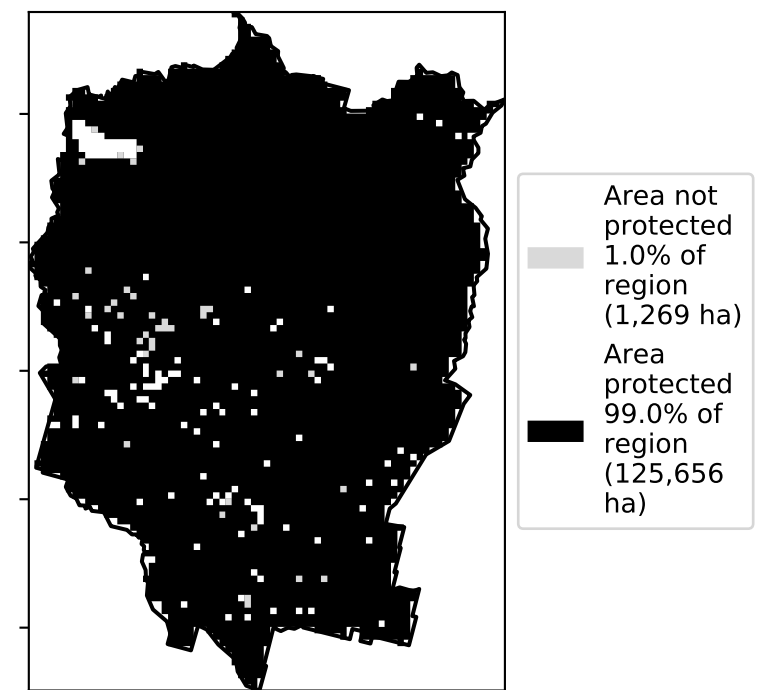 Area not
protected
1.0% of
region
(1,269 ha)
Area
protected
99.0% of
region
(125,656
ha)